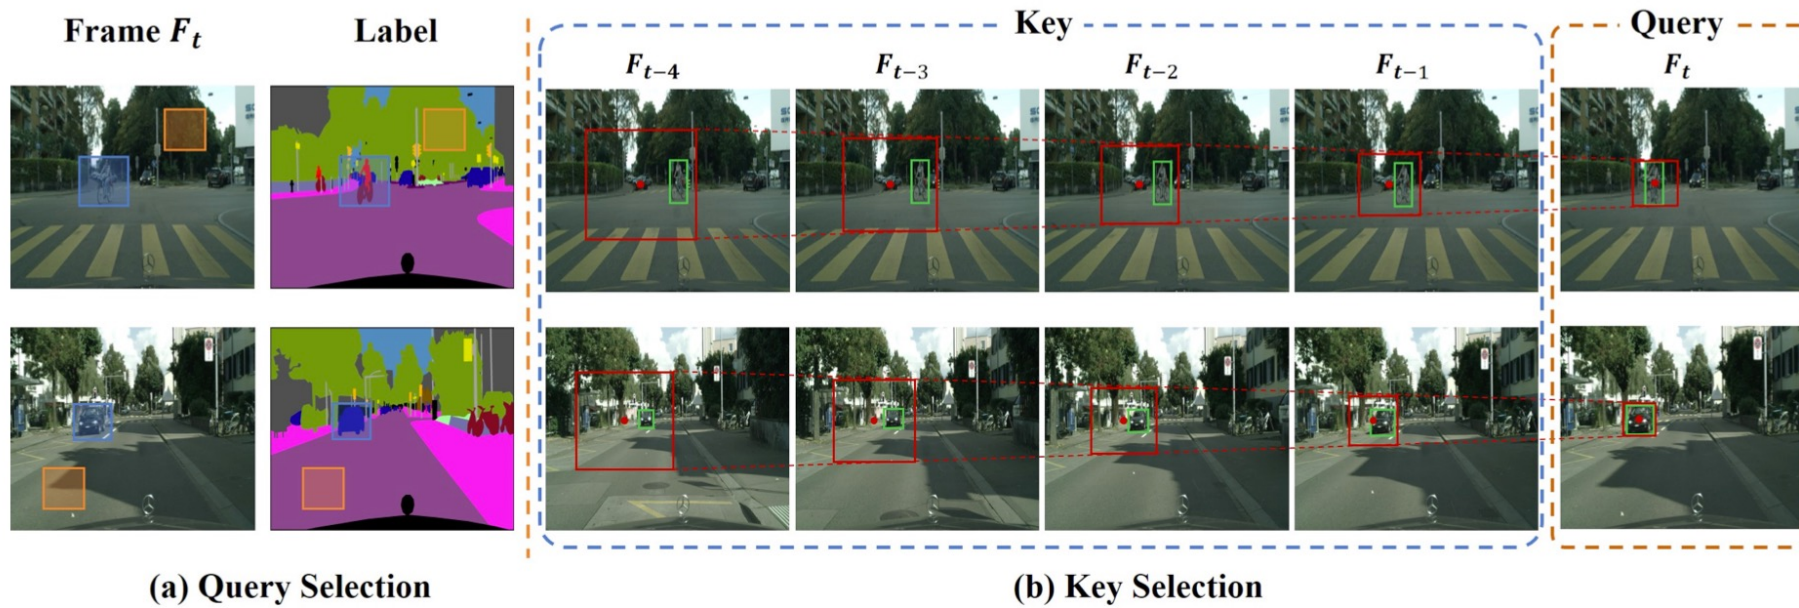 Frame F_t Label Key Query
F_{t-4} F_{t-3} F_{t-2} F_{t-1} F_t
(a) Query Selection (b) Key Selection